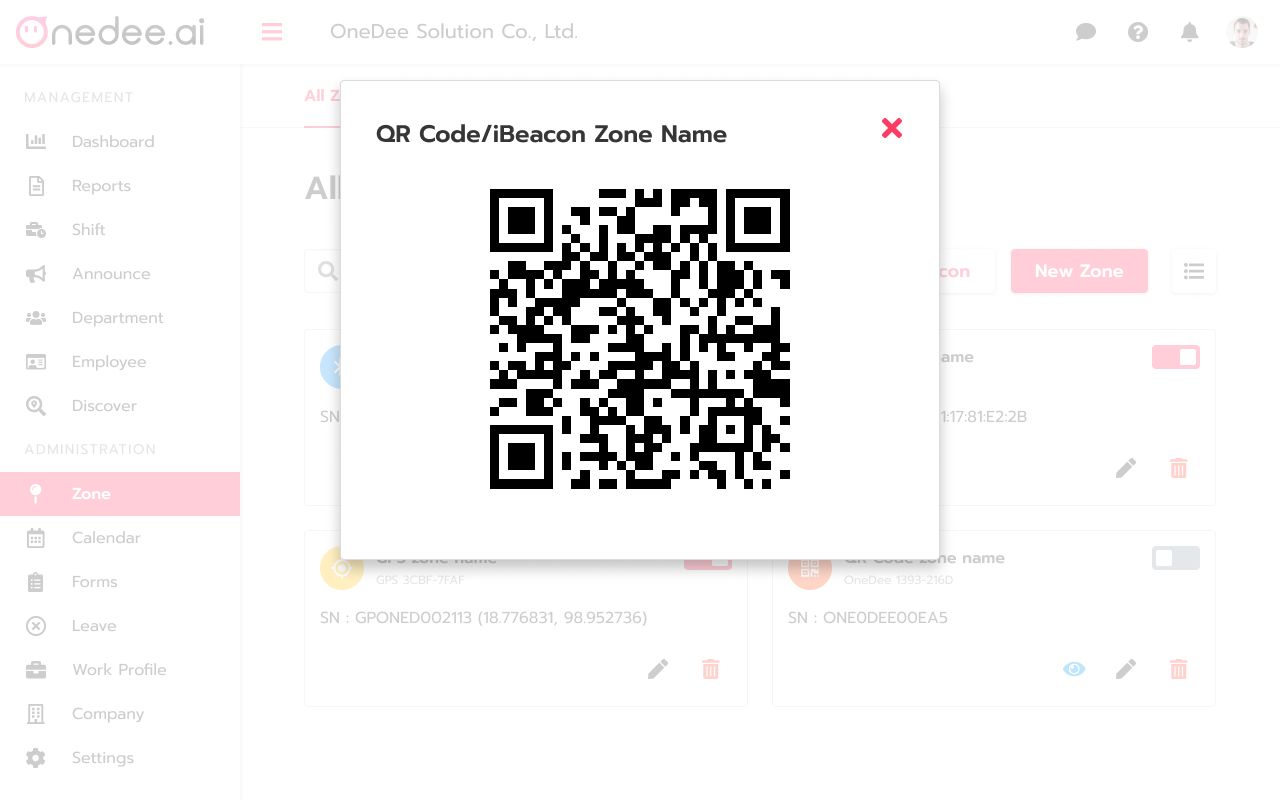 Onedee.ai
OneDee Solution Co., Ltd.
MANAGEMENT
Dashboard
Reports
Shift
Announce
Department
Employee
Discover
ADMINISTRATION
Zone
Calendar
Forms
Leave
Work Profile
Company
Settings
All Z
QR Code/iBeacon Zone Name
All
con
New Zone
SN
ame
1:17:81:E2:2B
GPS zone name
GPS 3CBF-7FAF
SN : GPONED002113 (18.776831, 98.952736)
QR Code zone name
OneDee 1393-216D
SN : ONE0DEE00EA5